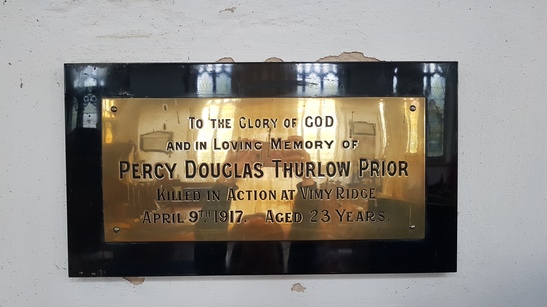 To the Glory of GOD
and in Loving Memory of
Percy Douglas Thurlow Prior
Killed in Action at Vimy Ridge
April 9TH 1917. Aged 23 Years.